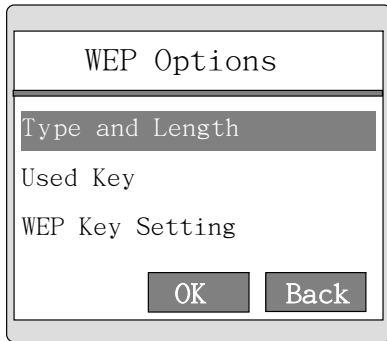 WEP Options
Type and Length
Used Key
WEP Key Setting
OK Back